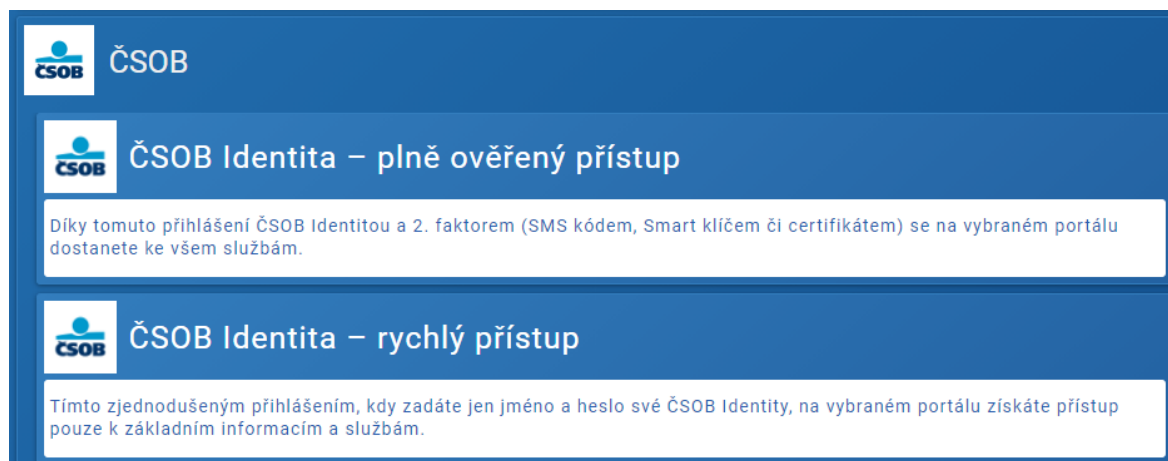 ČSOB ČSOB
ČSOB ČSOB Identita – plně ověřený přístup
Díky tomuto přihlášení ČSOB Identitou a 2. faktorem (SMS kódem, Smart klíčem či certifikátem) se na vybraném portálu
dostanete ke všem službám.
ČSOB ČSOB Identita – rychlý přístup
Tímto zjednodušeným přihlášením, kdy zadáte jen jméno a heslo své ČSOB Identity, na vybraném portálu získáte přístup
pouze k základním informacím a službám.